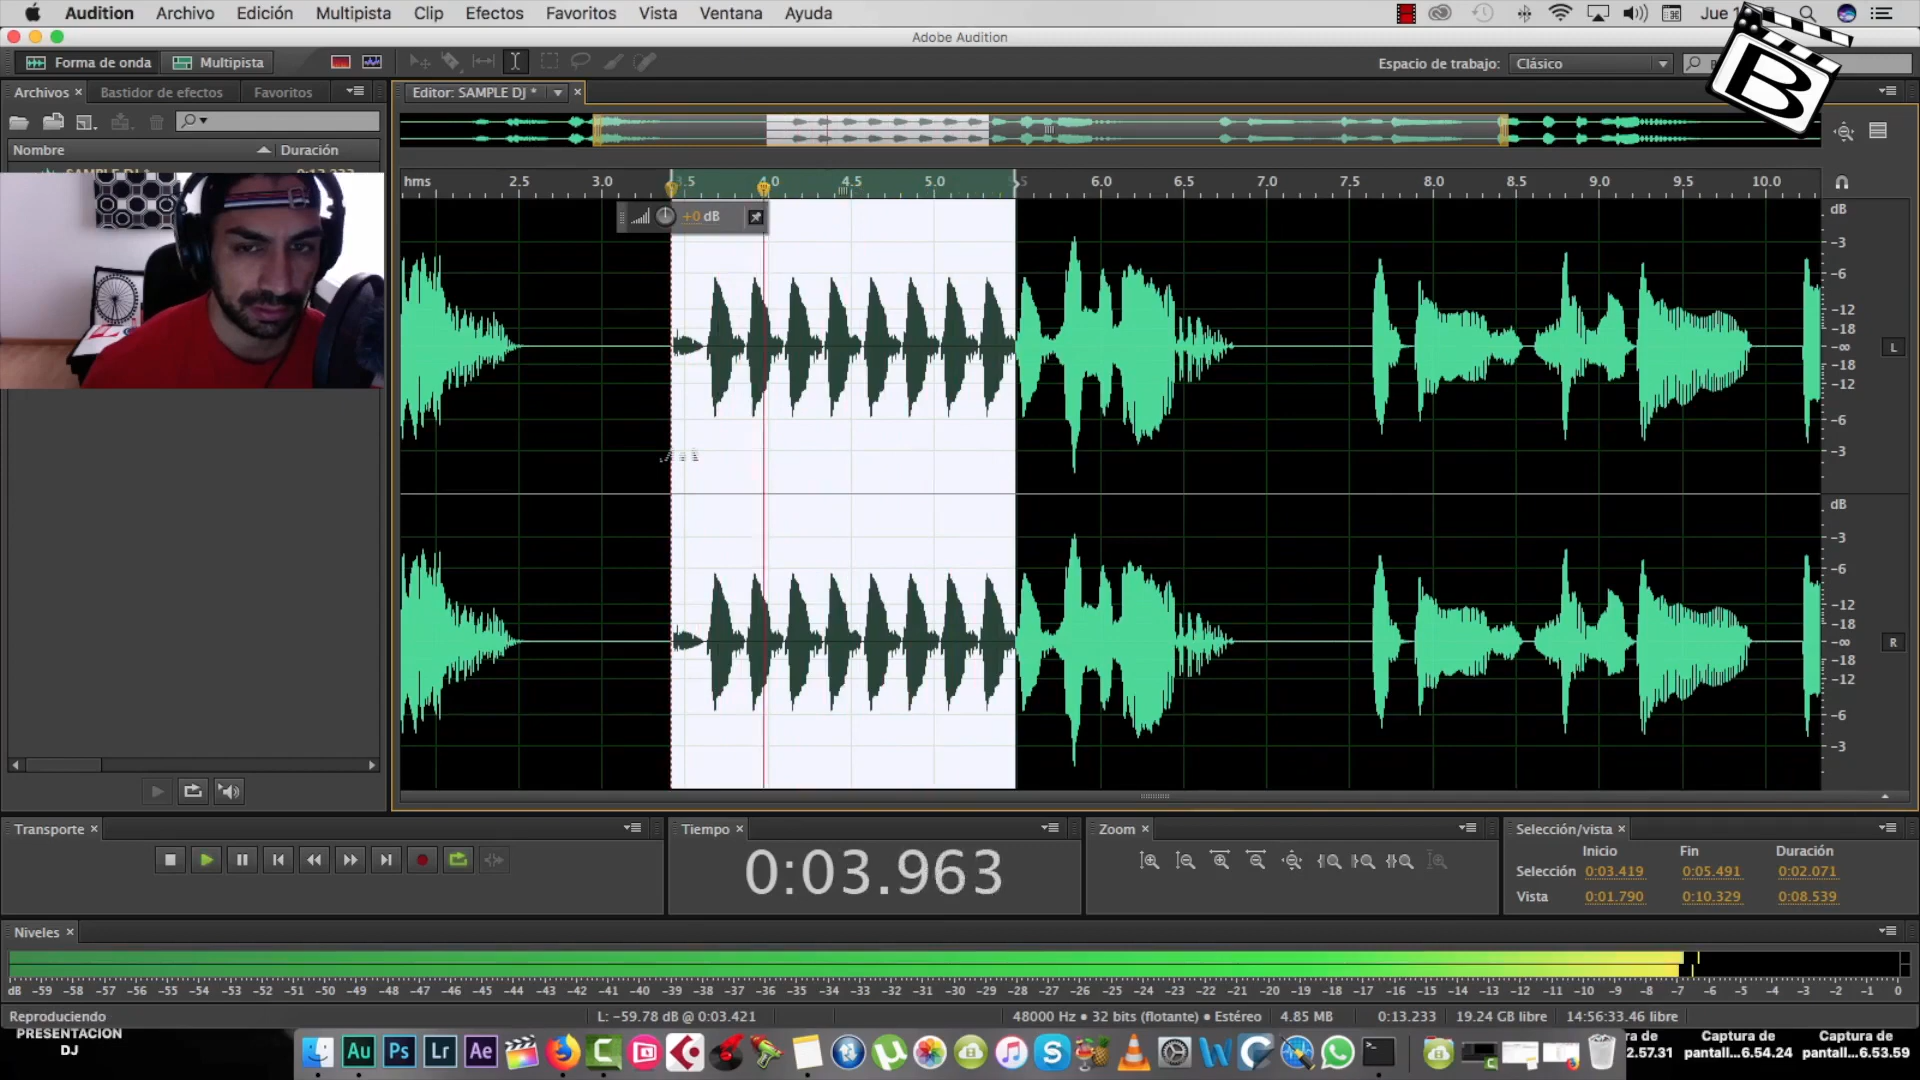 Audition Archivo Edición Multipista Clip Efectos Favoritos Vista Ventana Ayuda
Jue
Adobe Audition
Forma de onda Multipista
Espacio de trabajo: Clásico
B
Archivos × Bastidor de efectos Favoritos
Editor: SAMPLE DJ * ×
Nombre Duración
hms 2.5 3.0 3.5 4.0 4.5 5.0 6.0 6.5 7.0 7.5 8.0 8.5 9.0 9.5 10.0
+0 dB
dB
-3
-6
-12
-18
-∞
-18
-12
-6
-3
L
dB
-3
-6
-12
-18
-∞
-18
-12
-6
-3
R
Transporte ×
Tiempo ×
0:03.963
Zoom ×
Selección/vista ×
Inicio Fin Duración
Selección 0:03.419 0:05.491 0:02.071
Vista 0:01.790 0:10.329 0:08.539
Niveles ×
dB -59 -58 -57 -56 -55 -54 -53 -52 -51 -50 -49 -48 -47 -46 -45 -44 -43 -42 -41 -40 -39 -38 -37 -36 -35 -34 -33 -32 -31 -30 -29 -28 -27 -26 -25 -24 -23 -22 -21 -20 -19 -18 -17 -16 -15 -14 -13 -12 -11 -10 -9 -8 -7 -6 -5 -4 -3 -2 -1 0
Reproduciendo L: -59.78 dB @ 0:03.421 48000 Hz • 32 bits (flotante) • Estéreo 4.85 MB 0:13.233 19.24 GB libre 14:56:33.46 libre
PRESENTACION
DJ
Au Ps Lr Ae
ra de
2.57.31
Captura de
pantall...6.54.24
Captura de
pantall...6.53.59